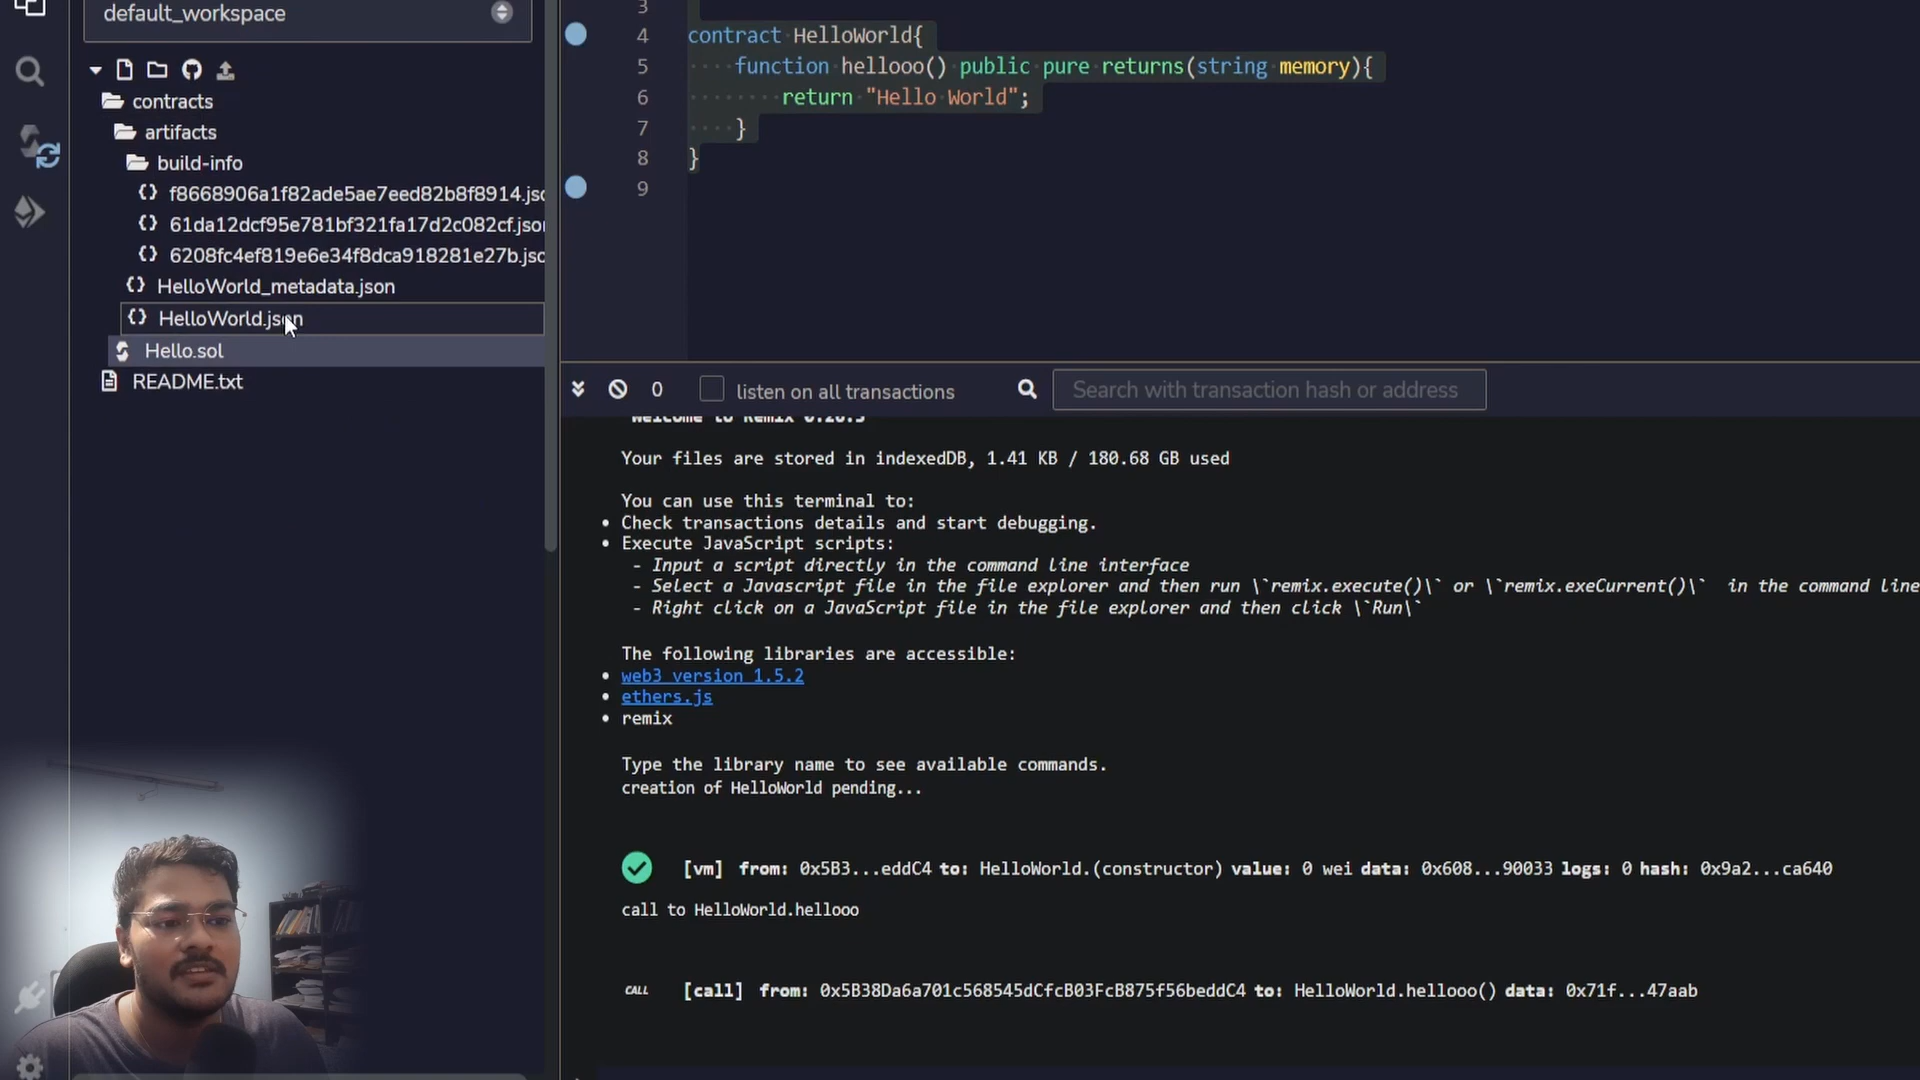 default_workspace
contracts
artifacts
build-info
f8668906a1f82ade5ae7eed82b8f8914.jso
61da12dcf95e781bf321fa17d2c082cf.jso
6208fc4ef819e6e34f8dca918281e27b.jso
HelloWorld_metadata.json
HelloWorld.json
Hello.sol
README.txt
3
4 contract HelloWorld{
5 function hellooo() public pure returns(string memory){
6 return "Hello World";
7 }
8 }
9
0 listen on all transactions Search with transaction hash or address
Welcome to Remix 0.26.3
Your files are stored in indexedDB, 1.41 KB / 180.68 GB used
You can use this terminal to:
• Check transactions details and start debugging.
• Execute JavaScript scripts:
- Input a script directly in the command line interface
- Select a Javascript file in the file explorer and then run \`remix.execute()\` or \`remix.exeCurrent()\` in the command line
- Right click on a JavaScript file in the file explorer and then click \`Run\`
The following libraries are accessible:
• web3 version 1.5.2
• ethers.js
• remix
Type the library name to see available commands.
creation of HelloWorld pending...
[vm] from: 0x5B3...eddC4 to: HelloWorld.(constructor) value: 0 wei data: 0x608...90033 logs: 0 hash: 0x9a2...ca640
call to HelloWorld.hellooo
CALL [call] from: 0x5B38Da6a701c568545dCfcB03FcB875f56beddC4 to: HelloWorld.hellooo() data: 0x71f...47aab